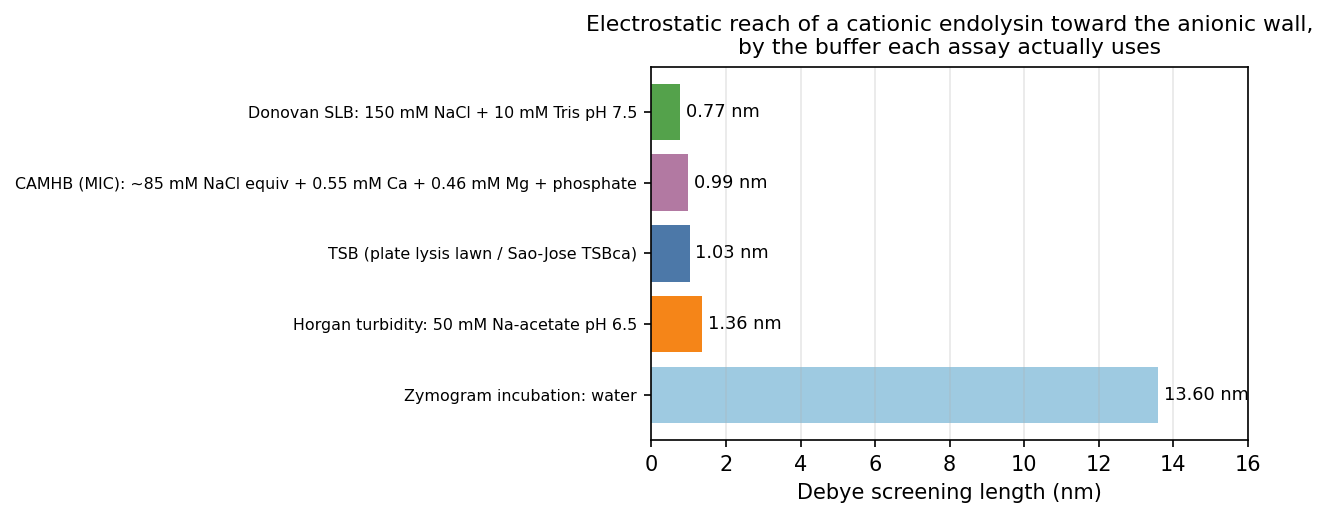 Electrostatic reach of a cationic endolysin toward the anionic wall,
by the buffer each assay actually uses
Donovan SLB: 150 mM NaCl + 10 mM Tris pH 7.5
0.77 nm
CAMHB (MIC): ~85 mM NaCl equiv + 0.55 mM Ca + 0.46 mM Mg + phosphate
0.99 nm
TSB (plate lysis lawn / Sao-Jose TSBca)
1.03 nm
Horgan turbidity: 50 mM Na-acetate pH 6.5
1.36 nm
Zymogram incubation: water
13.60 nm
0 2 4 6 8 10 12 14 16
Debye screening length (nm)